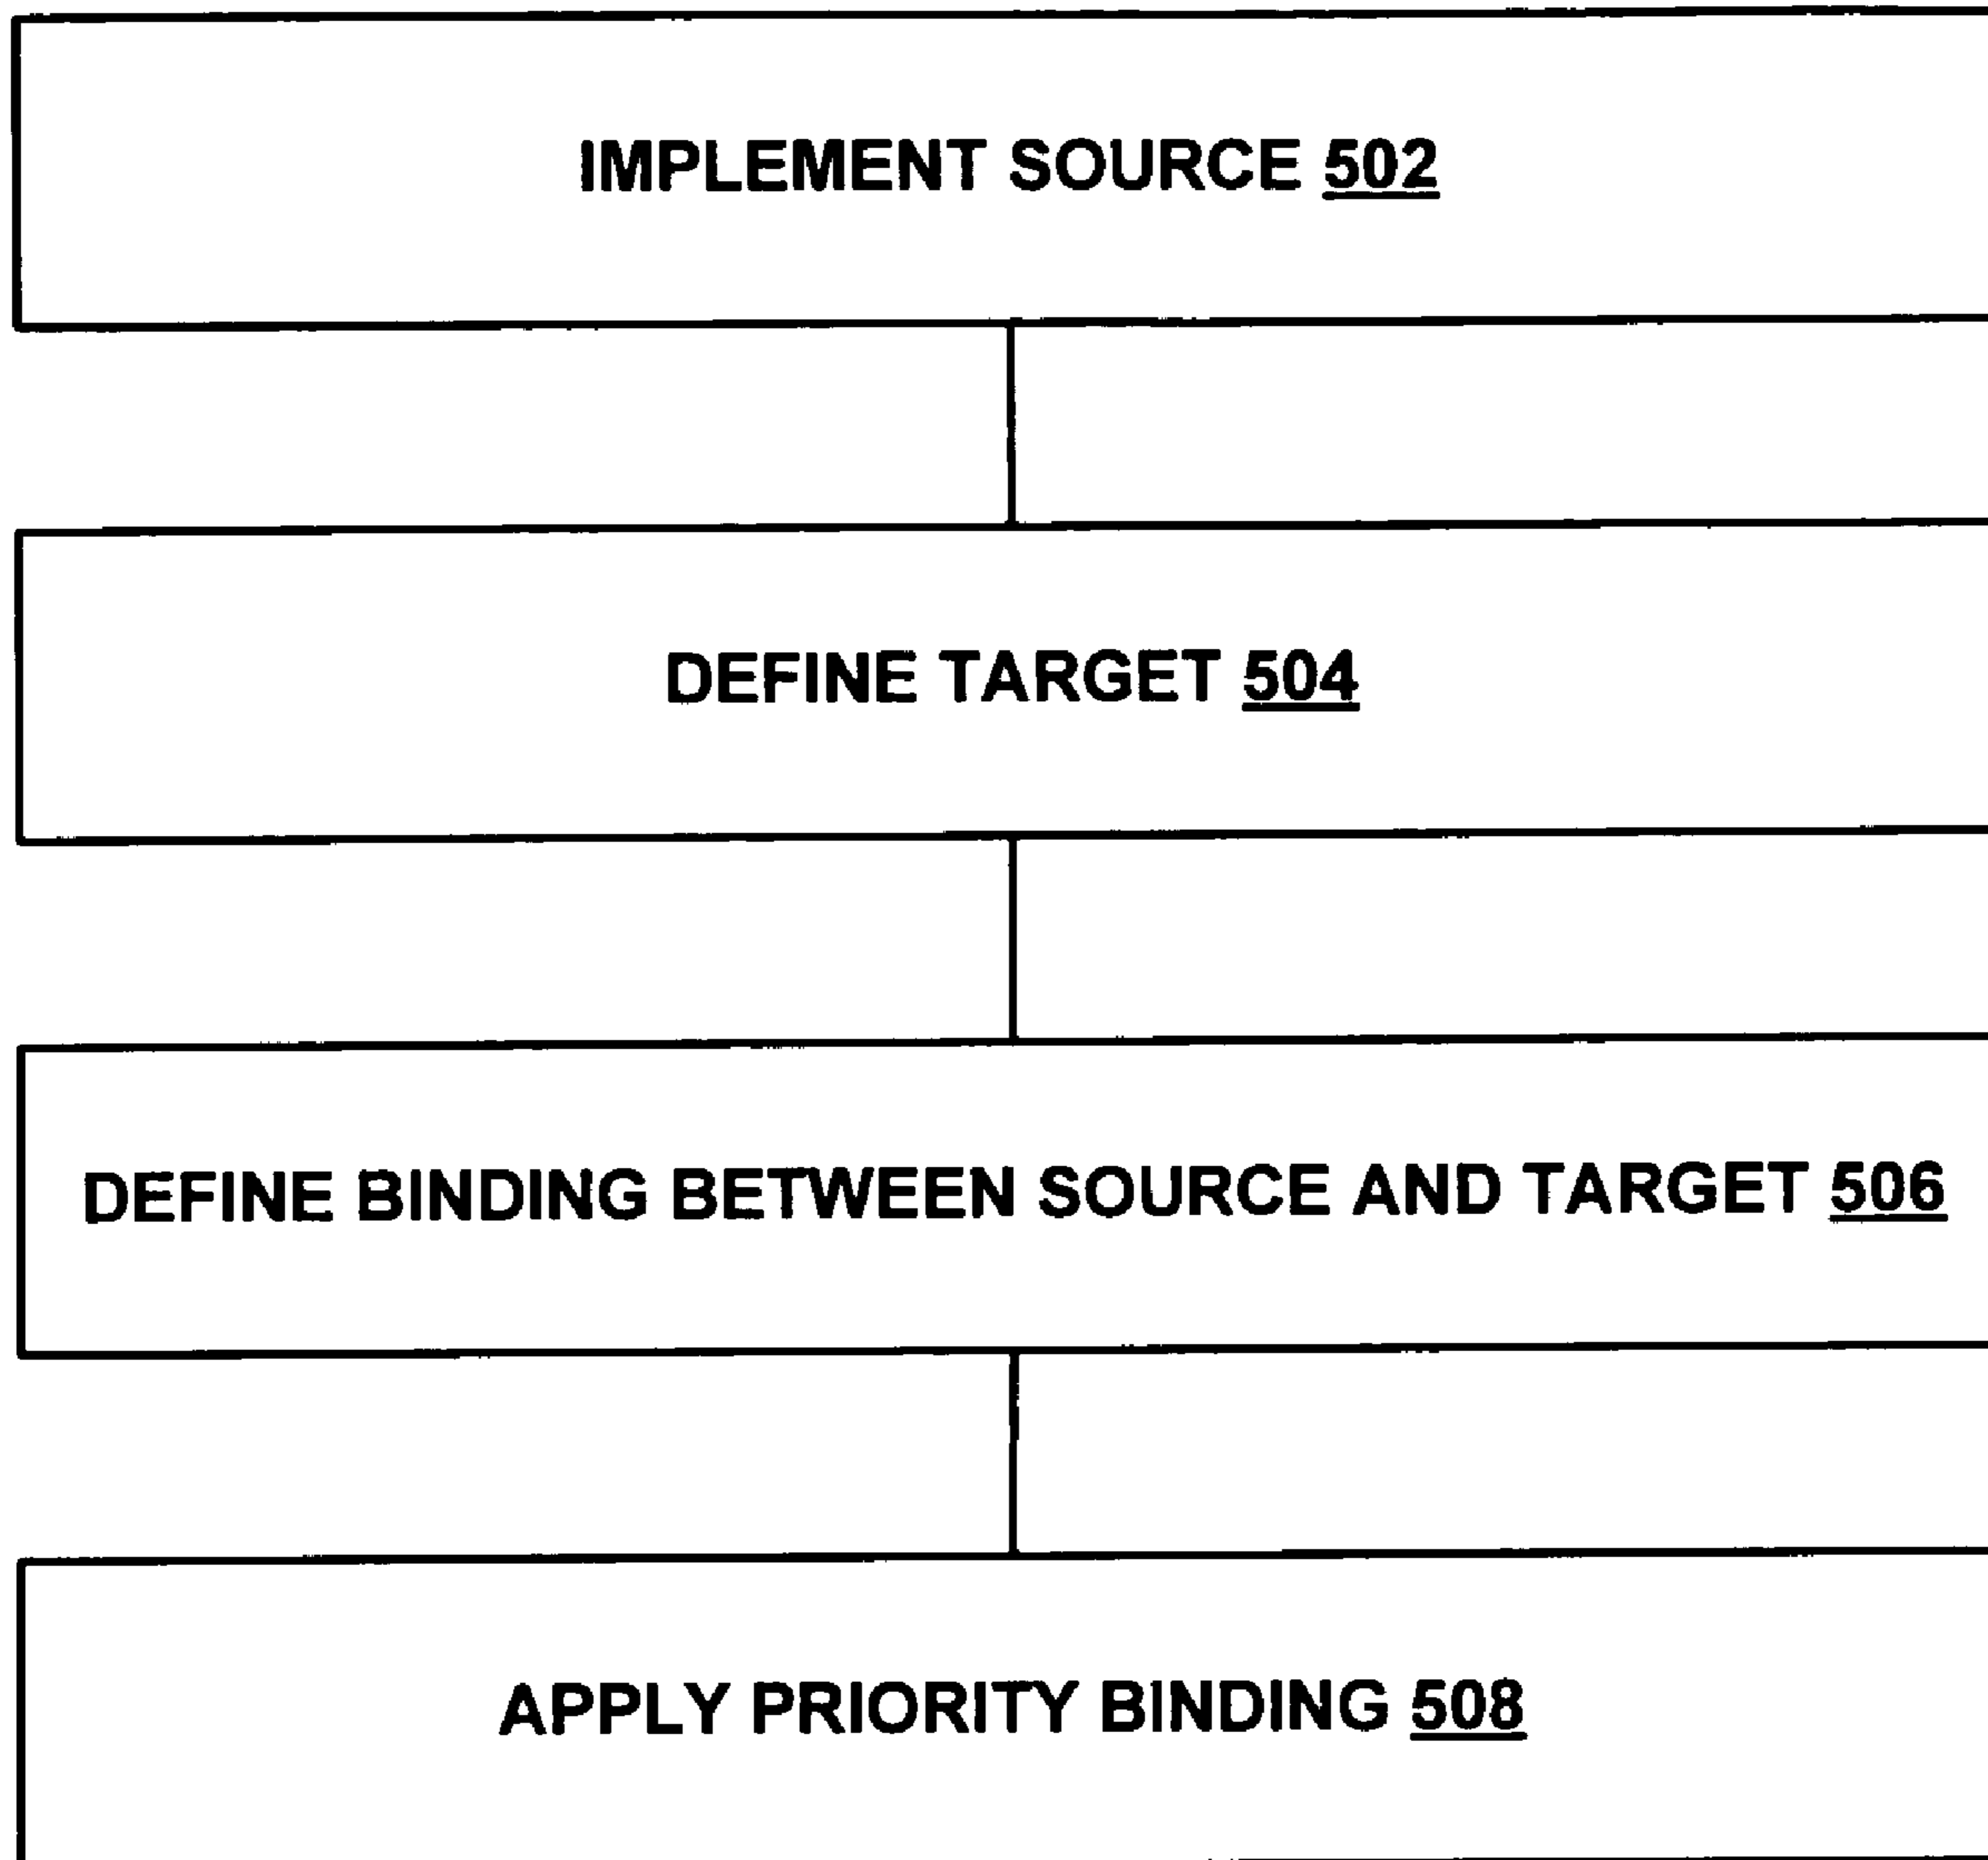 IMPLEMENT SOURCE 502
DEFINE TARGET 504
DEFINE BINDING BETWEEN SOURCE AND TARGET 506
APPLY PRIORITY BINDING 508